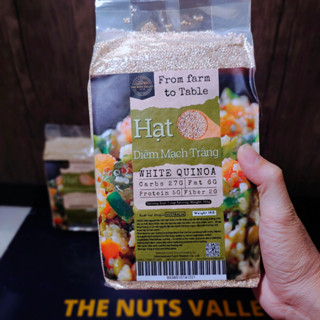 From farm
to Table
Hạt
Diêm Mạch Trắng
WHITE QUINOA
Carbs 27G | Fat 6G
Protein 5G | Fiber 2G
THE NUTS VALLE